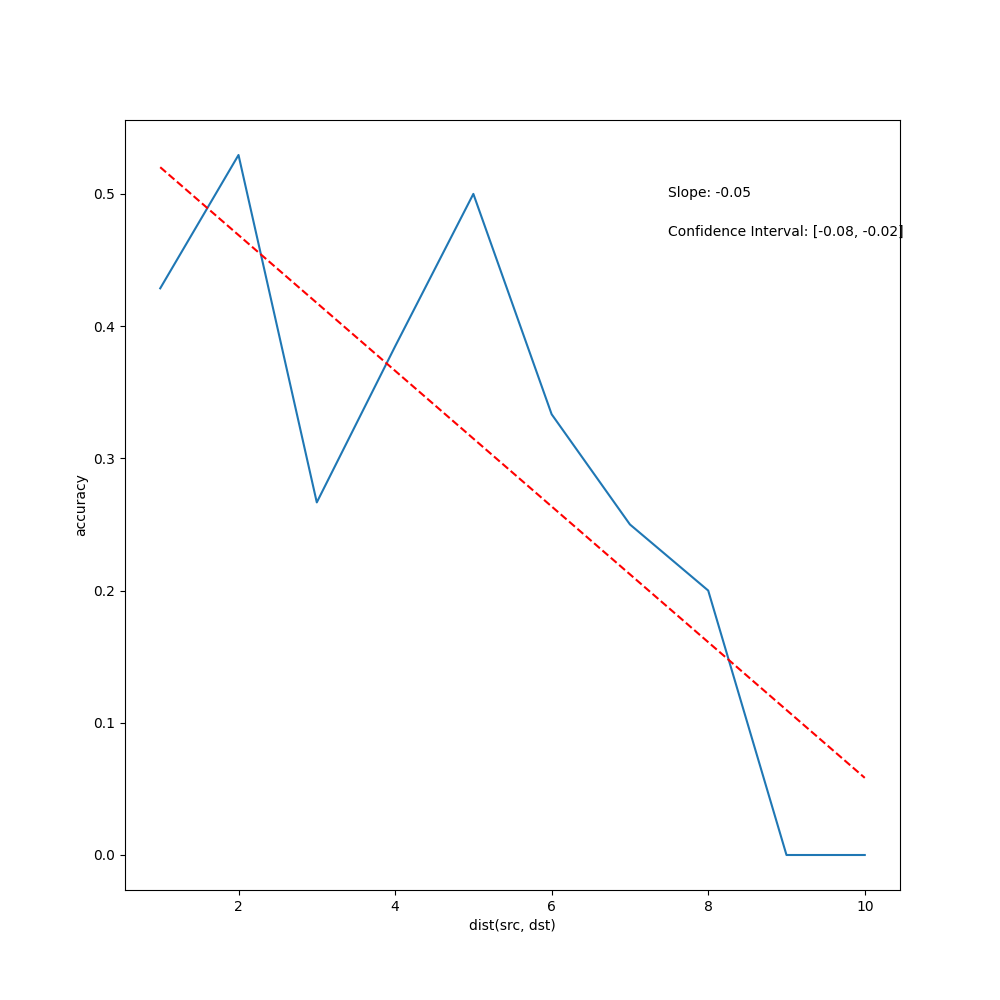 Slope: -0.05
Confidence Interval: [-0.08, -0.02]
0.5
0.4
0.3
0.2
0.1
0.0
accuracy
2 4 6 8 10
dist(src, dst)